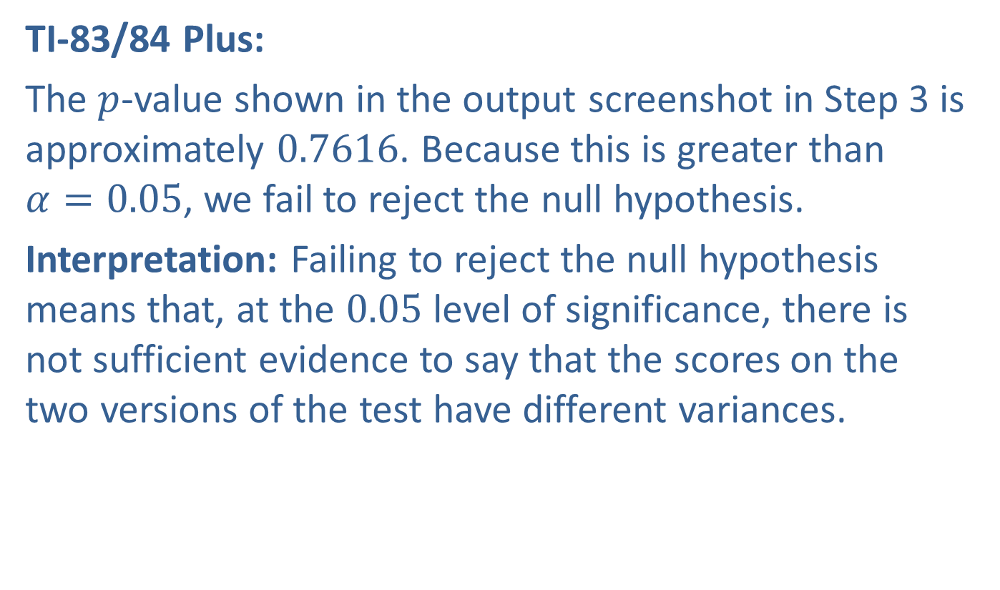 TI-83/84 Plus:
The p-value shown in the output screenshot in Step 3 is
approximately 0.7616. Because this is greater than
α = 0.05, we fail to reject the null hypothesis.
Interpretation: Failing to reject the null hypothesis
means that, at the 0.05 level of significance, there is
not sufficient evidence to say that the scores on the
two versions of the test have different variances.